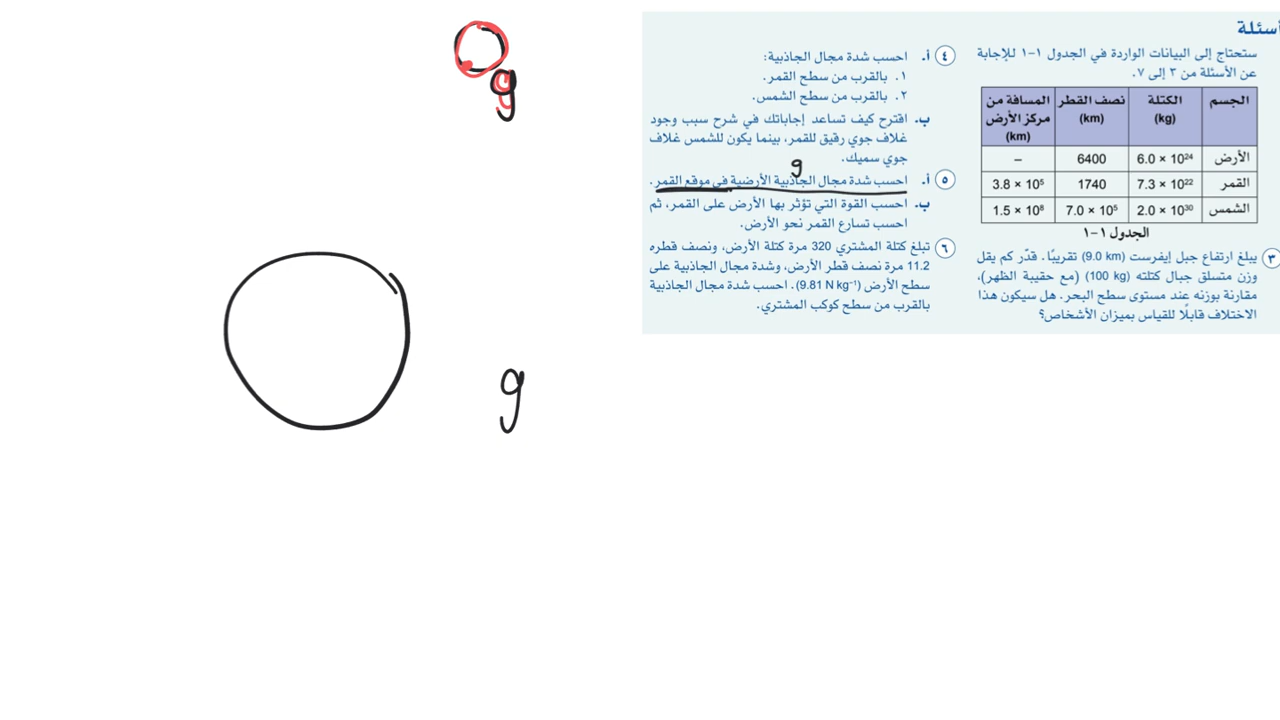 أسئلة
ستحتاج إلى البيانات الواردة في الجدول ١-١ للإجابة
عن الأسئلة من ٣ إلى ٧.
الجسم الكتلة (kg) نصف القطر (km) المسافة من مركز الأرض (km)
الأرض 6.0 × 10²⁴ 6400 –
القمر 7.3 × 10²² 1740 3.8 × 10⁵
الشمس 2.0 × 10³⁰ 7.0 × 10⁵ 1.5 × 10⁸
الجدول ١-١
٣ يبلغ ارتفاع جبل إيفرست (9.0 km) تقريبًا. قدّر كم يقل
وزن متسلق جبال كتلته (100 kg) (مع حقيبة الظهر)،
مقارنة بوزنه عند مستوى سطح البحر. هل سيكون هذا
الاختلاف قابلًا للقياس بميزان الأشخاص؟
٤ أ. احسب شدة مجال الجاذبية:
١. بالقرب من سطح القمر.
٢. بالقرب من سطح الشمس.
ب. اقترح كيف تساعد إجاباتك في شرح سبب وجود
غلاف جوي رقيق للقمر، بينما يكون للشمس غلاف
جوي سميك.
g
٥ أ. احسب شدة مجال الجاذبية الأرضية في موقع القمر.
ب. احسب القوة التي تؤثر بها الأرض على القمر، ثم
احسب تسارع القمر نحو الأرض.
٦ تبلغ كتلة المشتري 320 مرة كتلة الأرض، ونصف قطره
11.2 مرة نصف قطر الأرض، وشدة مجال الجاذبية على
سطح الأرض (9.81 N kg⁻¹). احسب شدة مجال الجاذبية
بالقرب من سطح كوكب المشتري.
g
g